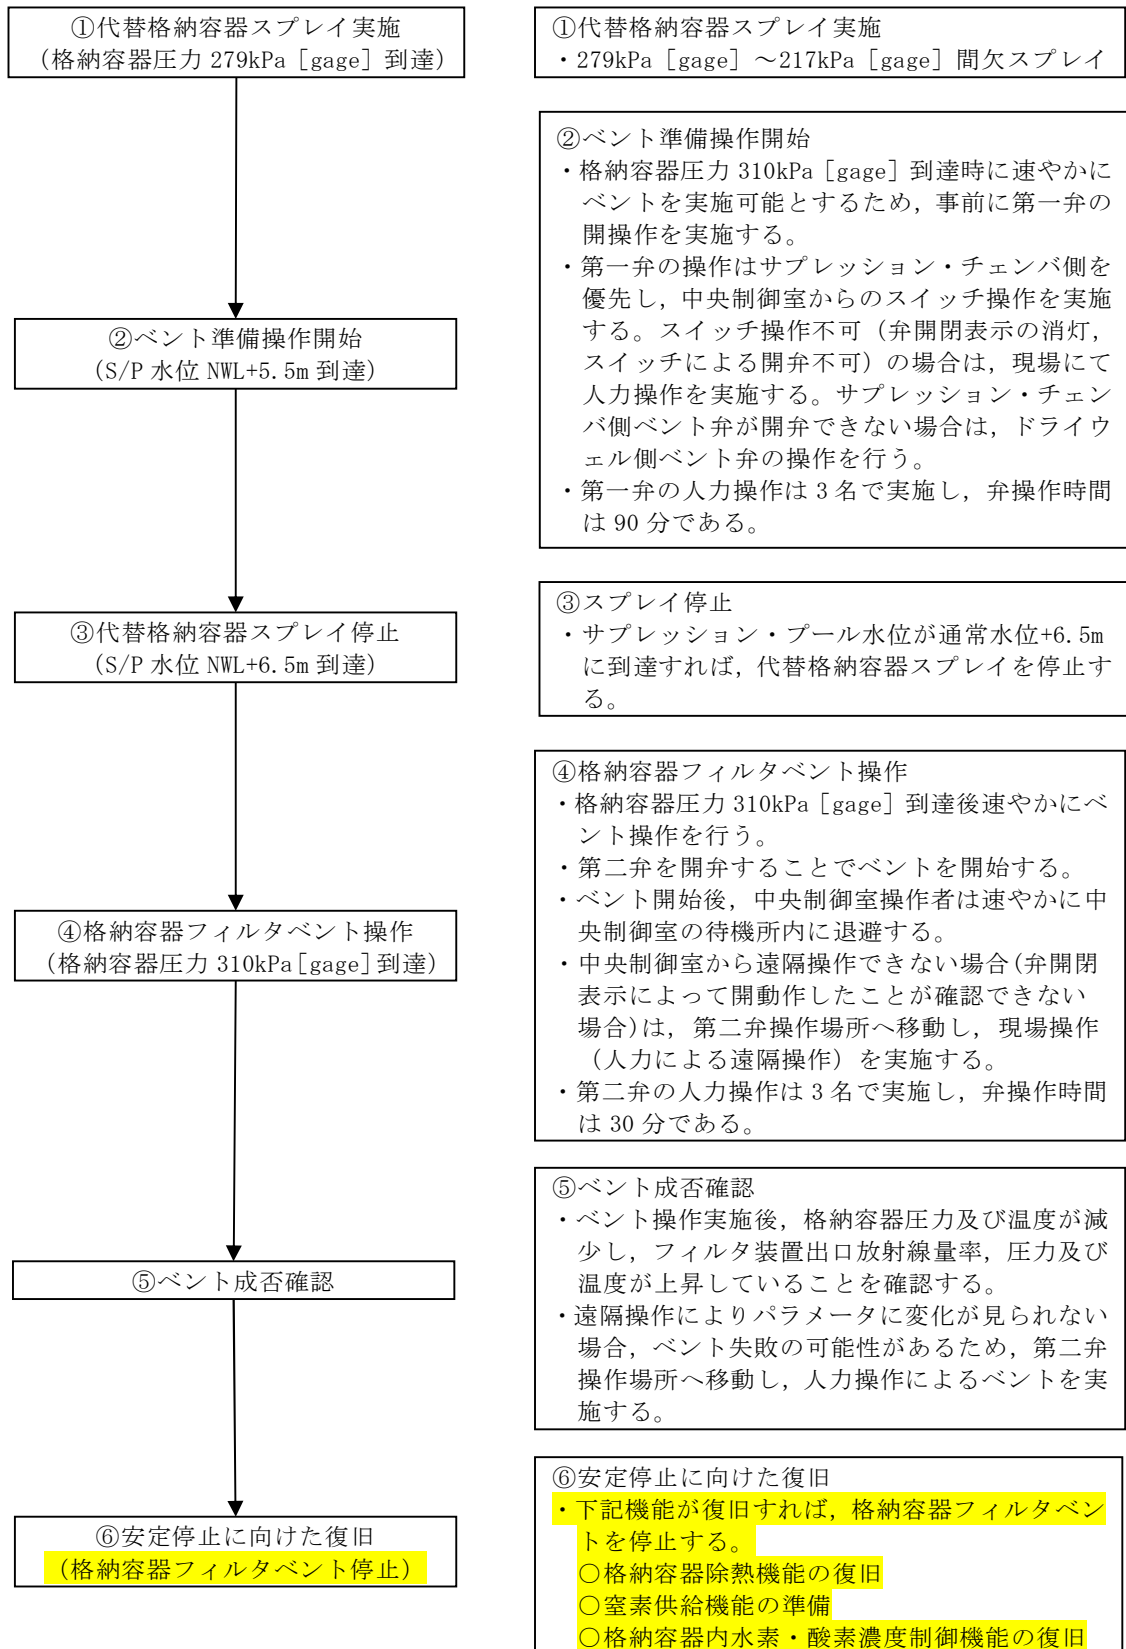 ①代替格納容器スプレイ実施
(格納容器圧力 279kPa［gage］到達)
②ベント準備操作開始
(S/P 水位 NWL+5.5m 到達)
③代替格納容器スプレイ停止
(S/P 水位 NWL+6.5m 到達)
④格納容器フィルタベント操作
(格納容器圧力 310kPa［gage］到達)
⑤ベント成否確認
⑥安定停止に向けた復旧
（格納容器フィルタベント停止）
①代替格納容器スプレイ実施
・279kPa［gage］～217kPa［gage］間欠スプレイ
②ベント準備操作開始
・格納容器圧力 310kPa［gage］到達時に速やかに
ベントを実施可能とするため，事前に第一弁の
開操作を実施する。
・第一弁の操作はサプレッション・チェンバ側を
優先し，中央制御室からのスイッチ操作を実施
する。スイッチ操作不可（弁開閉表示の消灯，
スイッチによる開弁不可）の場合は，現場にて
人力操作を実施する。サプレッション・チェン
バ側ベント弁が開弁できない場合は，ドライウ
ェル側ベント弁の操作を行う。
・第一弁の人力操作は 3 名で実施し，弁操作時間
は 90 分である。
③スプレイ停止
・サプレッション・プール水位が通常水位+6.5m
に到達すれば，代替格納容器スプレイを停止す
る。
④格納容器フィルタベント操作
・格納容器圧力 310kPa［gage］到達後速やかにベ
ント操作を行う。
・第二弁を開弁することでベントを開始する。
・ベント開始後，中央制御室操作者は速やかに中
央制御室の待機所内に退避する。
・中央制御室から遠隔操作できない場合(弁開閉
表示によって開動作したことが確認できない
場合)は，第二弁操作場所へ移動し，現場操作
（人力による遠隔操作）を実施する。
・第二弁の人力操作は 3 名で実施し，弁操作時間
は 30 分である。
⑤ベント成否確認
・ベント操作実施後，格納容器圧力及び温度が減
少し，フィルタ装置出口放射線量率，圧力及び
温度が上昇していることを確認する。
・遠隔操作によりパラメータに変化が見られない
場合，ベント失敗の可能性があるため，第二弁
操作場所へ移動し，人力操作によるベントを実
施する。
⑥安定停止に向けた復旧
・下記機能が復旧すれば，格納容器フィルタベン
トを停止する。
○格納容器除熱機能の復旧
○窒素供給機能の準備
○格納容器内水素・酸素濃度制御機能の復旧